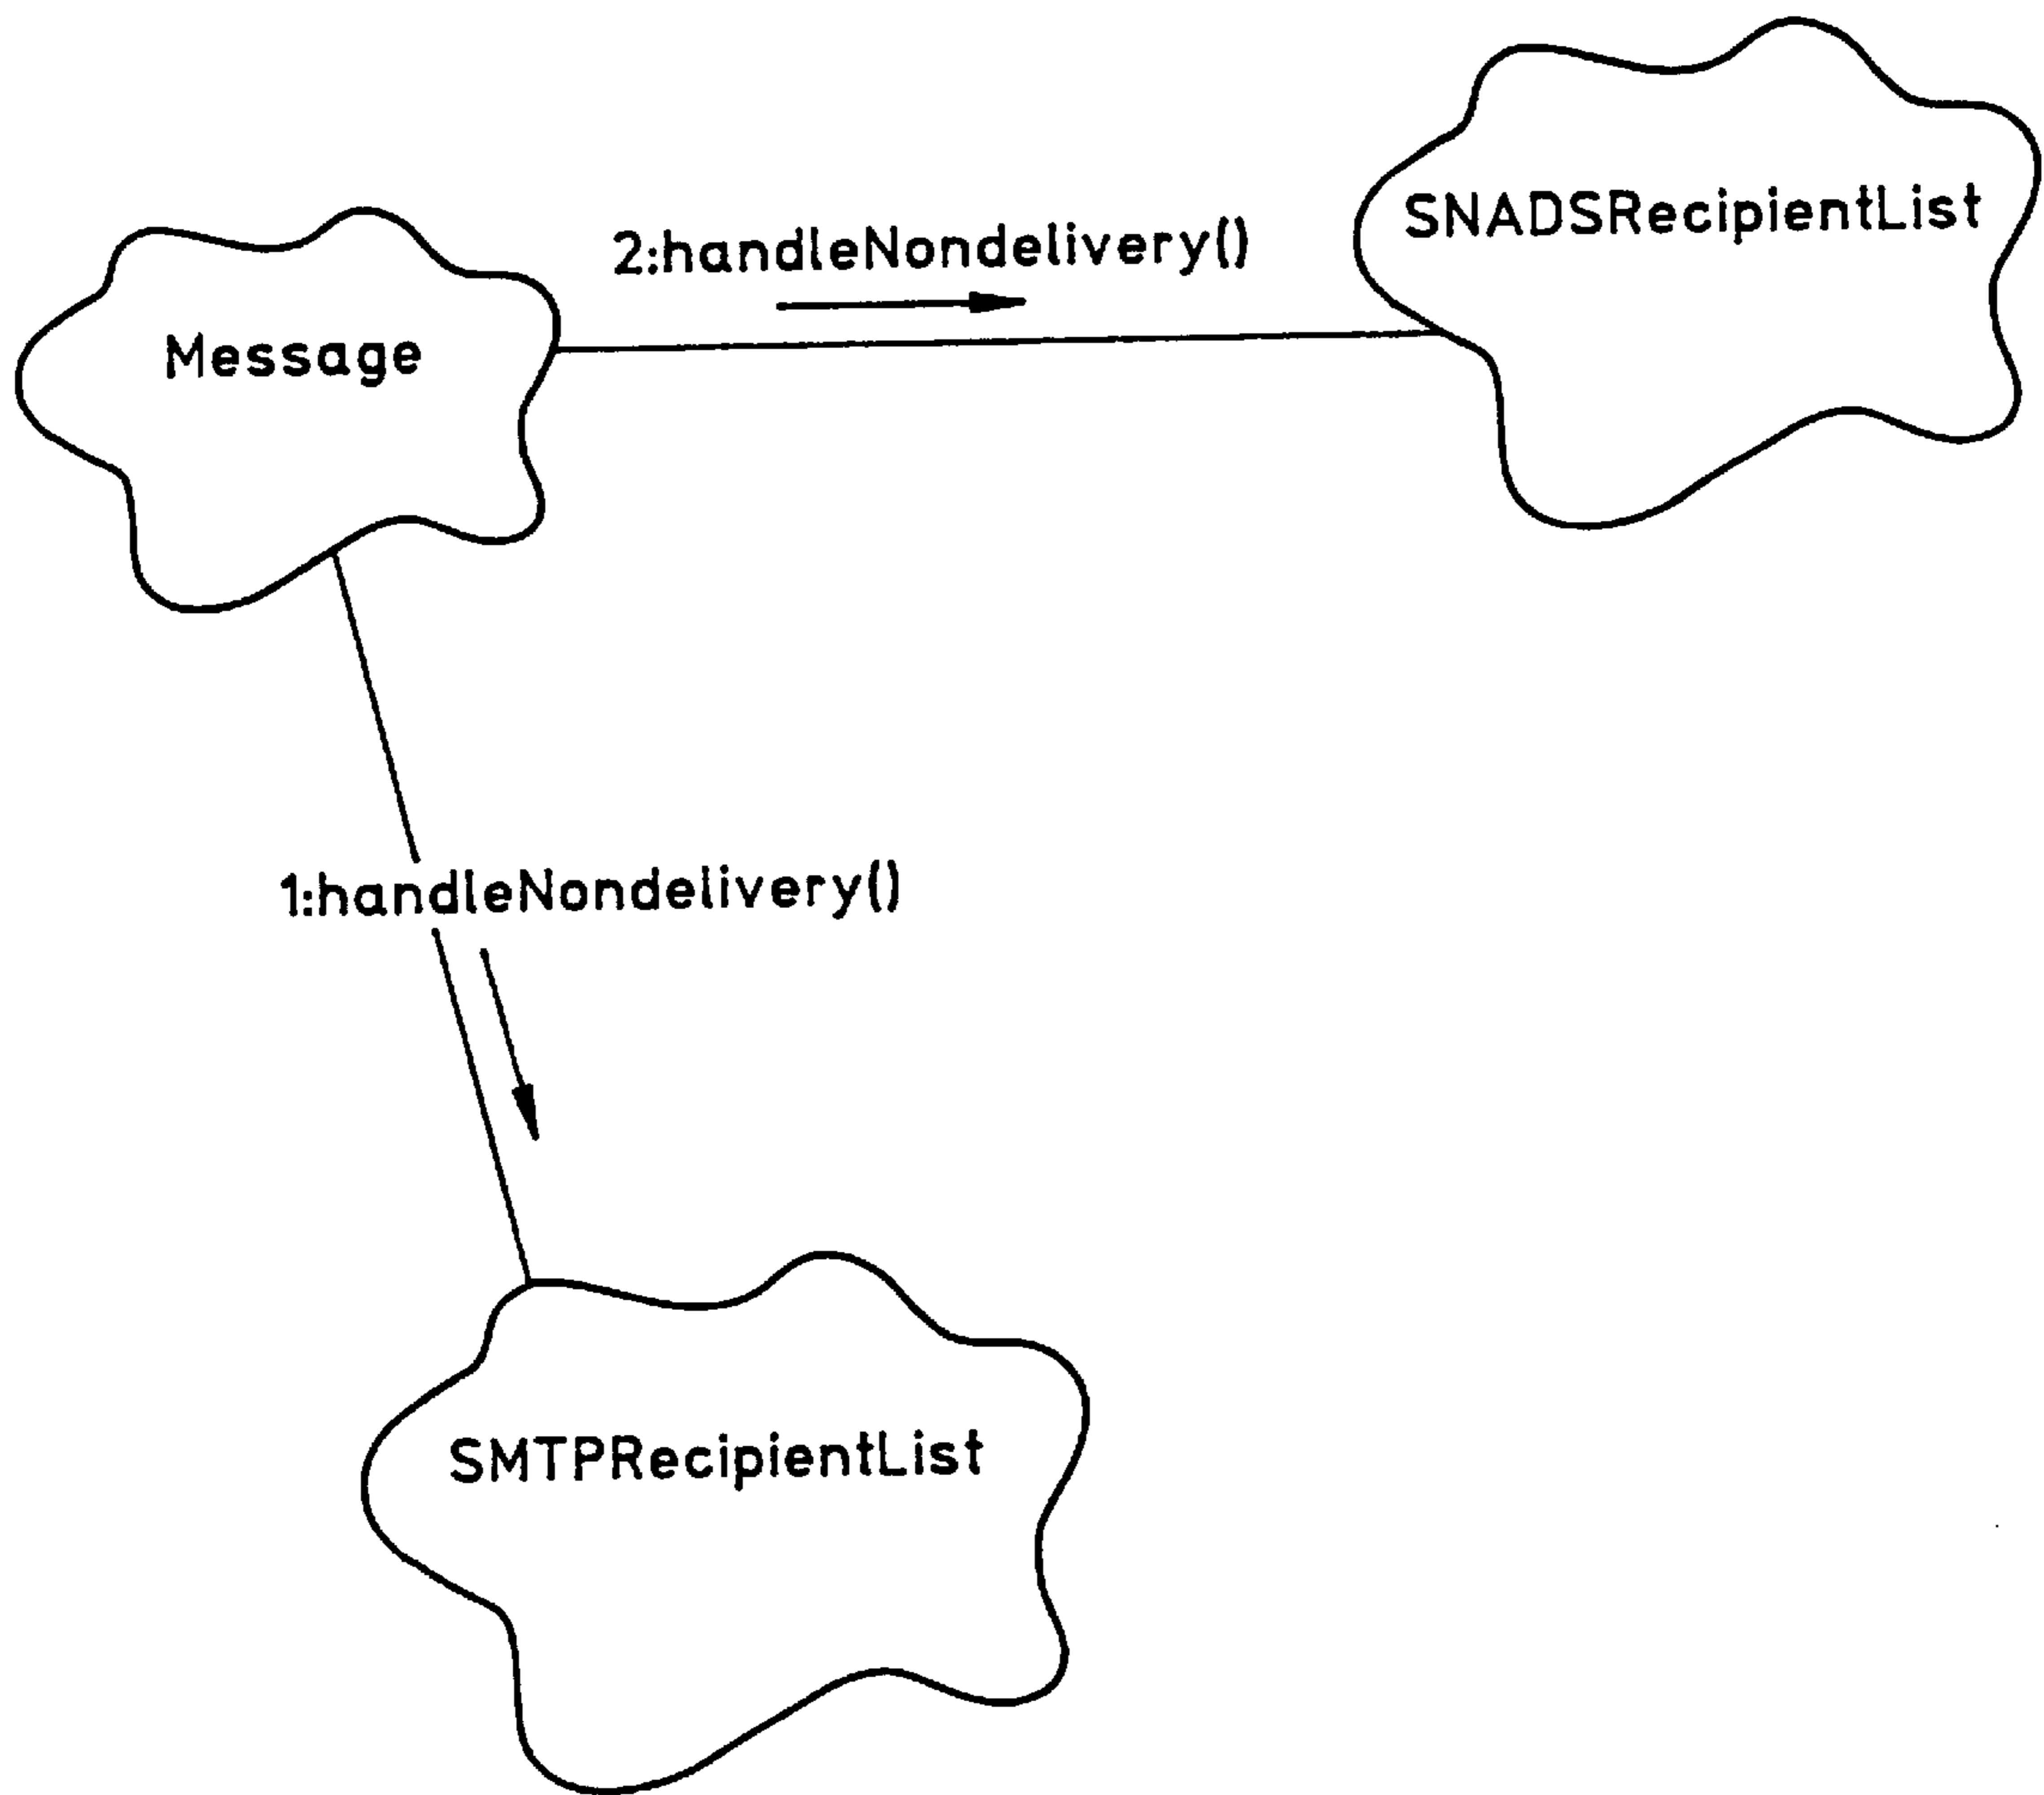 SNADSRecipientList
2:handleNondelivery()
Message
1:handleNondelivery()
SMTPRecipientList